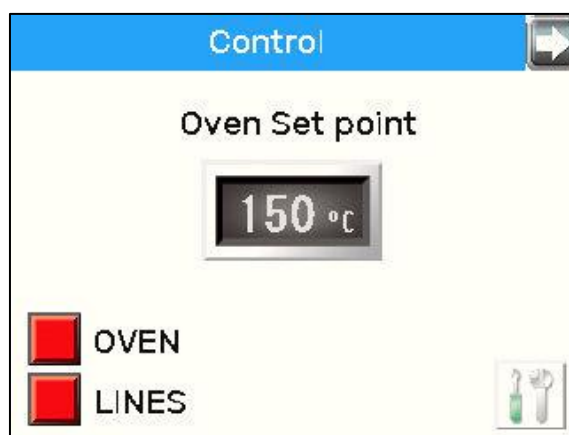 Control
Oven Set point
150 °C
OVEN
LINES